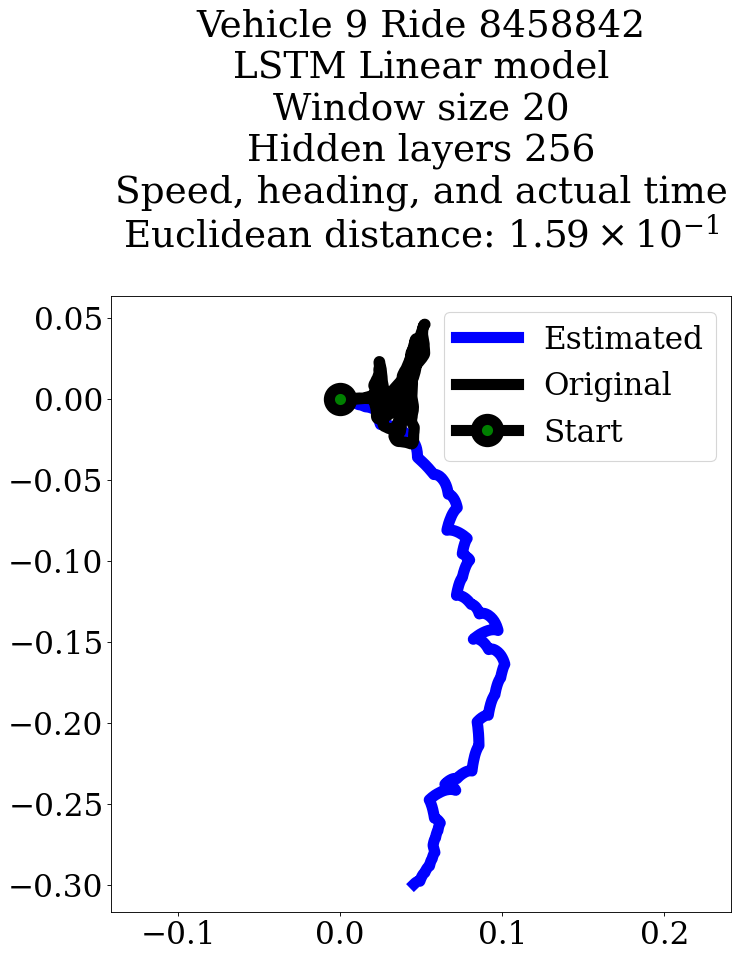 Vehicle 9 Ride 8458842
LSTM Linear model
Window size 20
Hidden layers 256
Speed, heading, and actual time
Euclidean distance: 1.59 × 10⁻¹
Estimated
Original
Start
0.05
0.00
−0.05
−0.10
−0.15
−0.20
−0.25
−0.30
−0.1 0.0 0.1 0.2